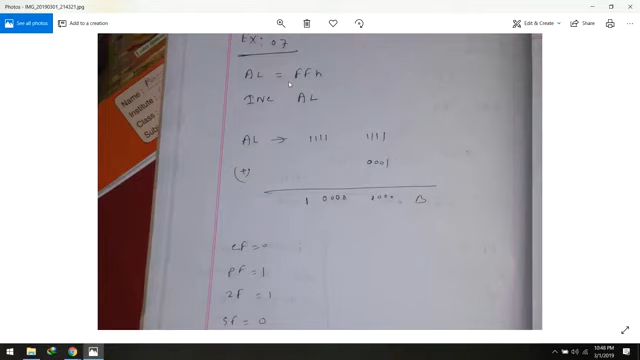 Photos - IMG_20190301_214321.jpg
See all photos
Add to a creation
Edit & Create
Share
Ex: 07
AL = FFh
Inc AL
AL → 1111 1111
(+) 0001
1 0000 0000 B
Name
Institute
Sub
CF = 0
PF = 1
ZF = 1
SF = 0
10:46 PM
3/1/2019